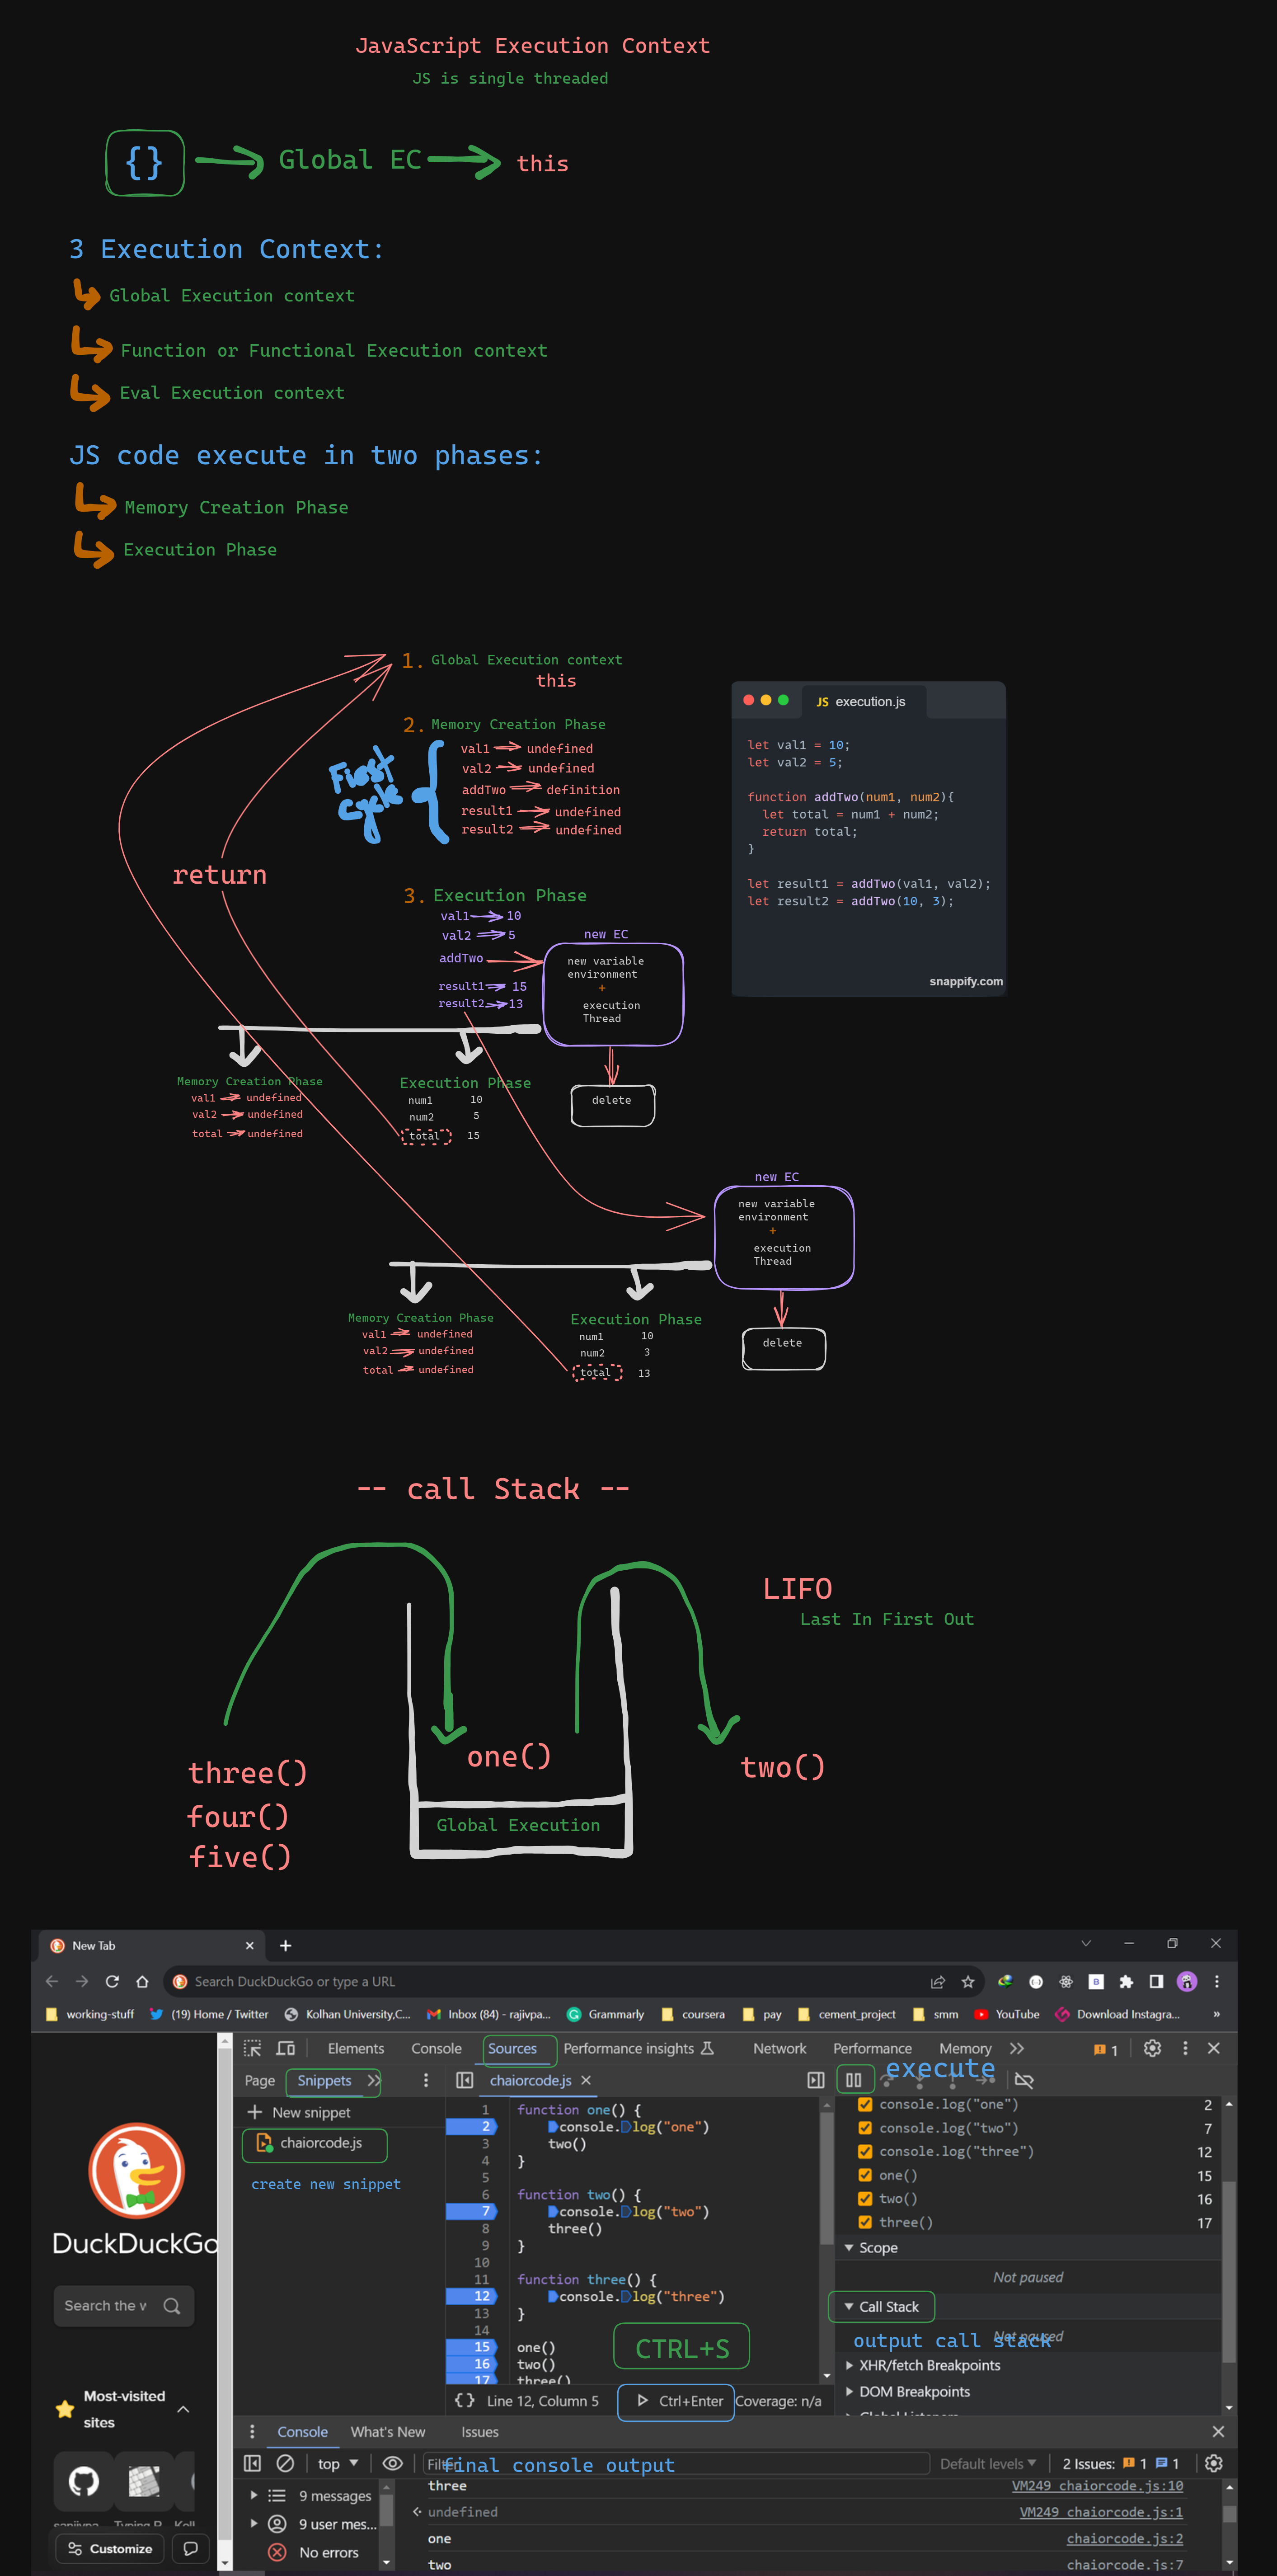 JavaScript Execution Context
JS is single threaded
{} Global EC this
3 Execution Context:
Global Execution context
Function or Functional Execution context
Eval Execution context
JS code execute in two phases:
Memory Creation Phase
Execution Phase
1. Global Execution context
this
2. Memory Creation Phase
First
Cycle
val1 undefined
val2 undefined
addTwo definition
result1 undefined
result2 undefined
return
3. Execution Phase
val1 10
val2 5
addTwo
result1 15
result2 13
new EC
new variable
environment
+
execution
Thread
delete
JS execution.js
let val1 = 10;
let val2 = 5;
function addTwo(num1, num2){
let total = num1 + num2;
return total;
}
let result1 = addTwo(val1, val2);
let result2 = addTwo(10, 3);
snappify.com
Memory Creation Phase
val1 undefined
val2 undefined
total undefined
Execution Phase
num1 10
num2 5
total 15
new EC
new variable
environment
+
execution
Thread
delete
Memory Creation Phase
val1 undefined
val2 undefined
total undefined
Execution Phase
num1 10
num2 3
total 13
-- call Stack --
LIFO
Last In First Out
three()
four()
five()
one()
Global Execution
two()
New Tab
Search DuckDuckGo or type a URL
working-stuff (19) Home / Twitter Kolhan University,C... Inbox (84) - rajivpa... Grammarly coursera pay cement_project smm YouTube Download Instagra... »
Elements Console Sources Performance insights Network Performance Memory 1
Page Snippets
chaiorcode.js
execute
New snippet
chaiorcode.js
create new snippet
1 function one() {
2 console.log("one")
3 two()
4 }
5
6 function two() {
7 console.log("two")
8 three()
9 }
10
11 function three() {
12 console.log("three")
13 }
14
15 one()
16 two()
17 three()
CTRL+S
{} Line 12, Column 5 Ctrl+Enter Coverage: n/a
console.log("one") 2
console.log("two") 7
console.log("three") 12
one() 15
two() 16
three() 17
Scope
Not paused
Call Stack
Not paused
output call stack
XHR/fetch Breakpoints
DOM Breakpoints
Global Listeners
DuckDuckGo
Search the v
Most-visited
sites
Customize
Console What's New Issues
top Filter Default levels 2 Issues: 1 1
final console output
9 messages
9 user mes...
No errors
three VM249 chaiorcode.js:10
undefined VM249 chaiorcode.js:1
one chaiorcode.js:2
two chaiorcode.js:7